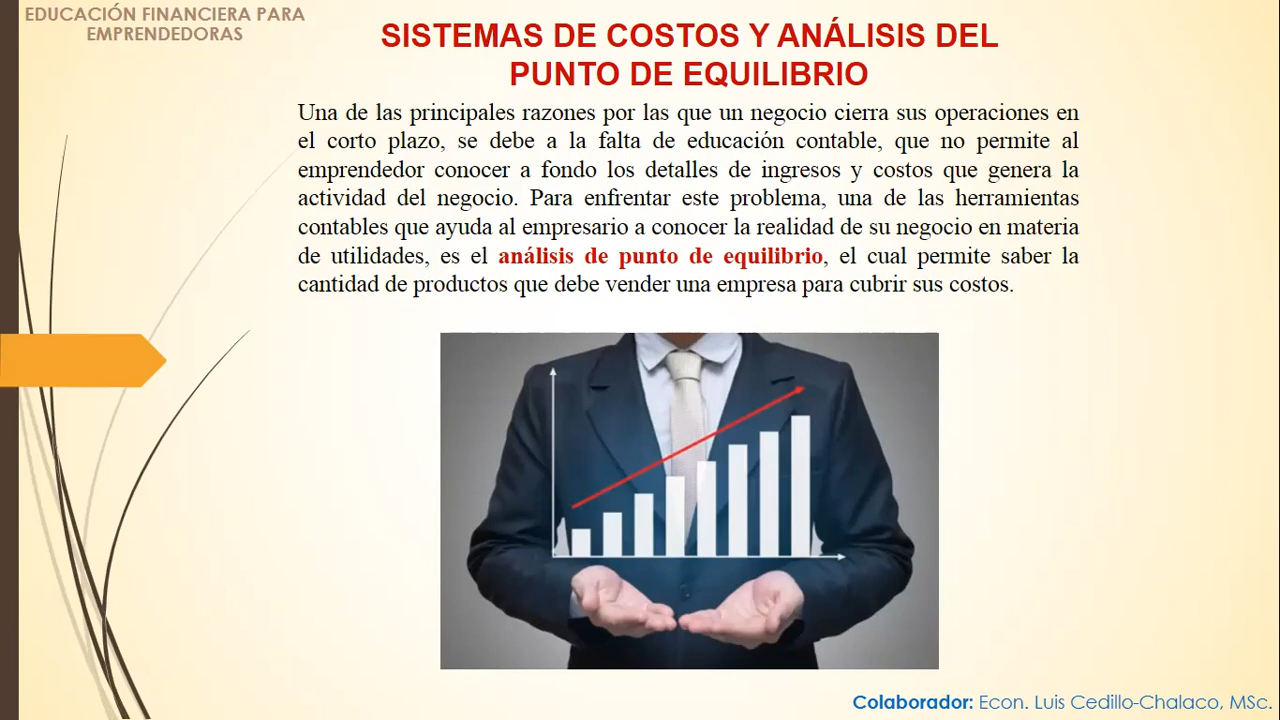 EDUCACIÓN FINANCIERA PARA
EMPRENDEDORAS
SISTEMAS DE COSTOS Y ANÁLISIS DEL
PUNTO DE EQUILIBRIO
Una de las principales razones por las que un negocio cierra sus operaciones en
el corto plazo, se debe a la falta de educación contable, que no permite al
emprendedor conocer a fondo los detalles de ingresos y costos que genera la
actividad del negocio. Para enfrentar este problema, una de las herramientas
contables que ayuda al empresario a conocer la realidad de su negocio en materia
de utilidades, es el análisis de punto de equilibrio, el cual permite saber la
cantidad de productos que debe vender una empresa para cubrir sus costos.
Colaborador: Econ. Luis Cedillo-Chalaco, MSc.